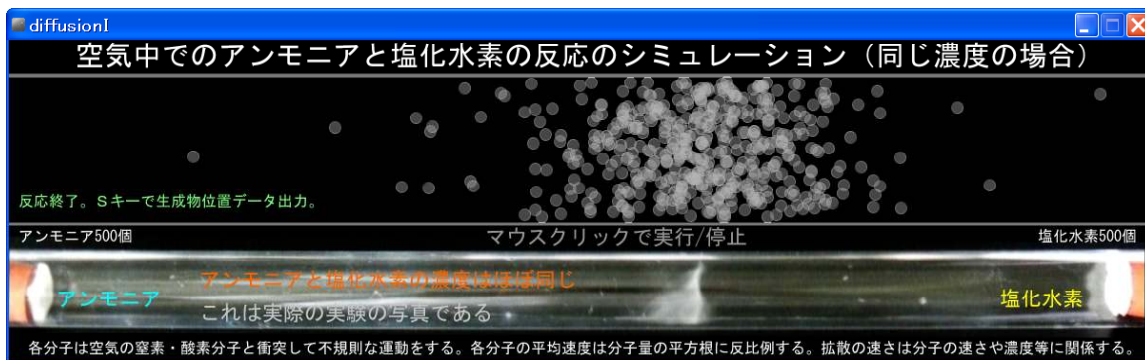 diffusionI
空気中でのアンモニアと塩化水素の反応のシミュレーション（同じ濃度の場合）
反応終了。Sキーで生成物位置データ出力。
アンモニア500個
マウスクリックで実行/停止
塩化水素500個
アンモニアと塩化水素の濃度はほぼ同じ
アンモニア
塩化水素
これは実際の実験の写真である
各分子は空気の窒素・酸素分子と衝突して不規則な運動をする。各分子の平均速度は分子量の平方根に反比例する。拡散の速さは分子の速さや濃度等に関係する。